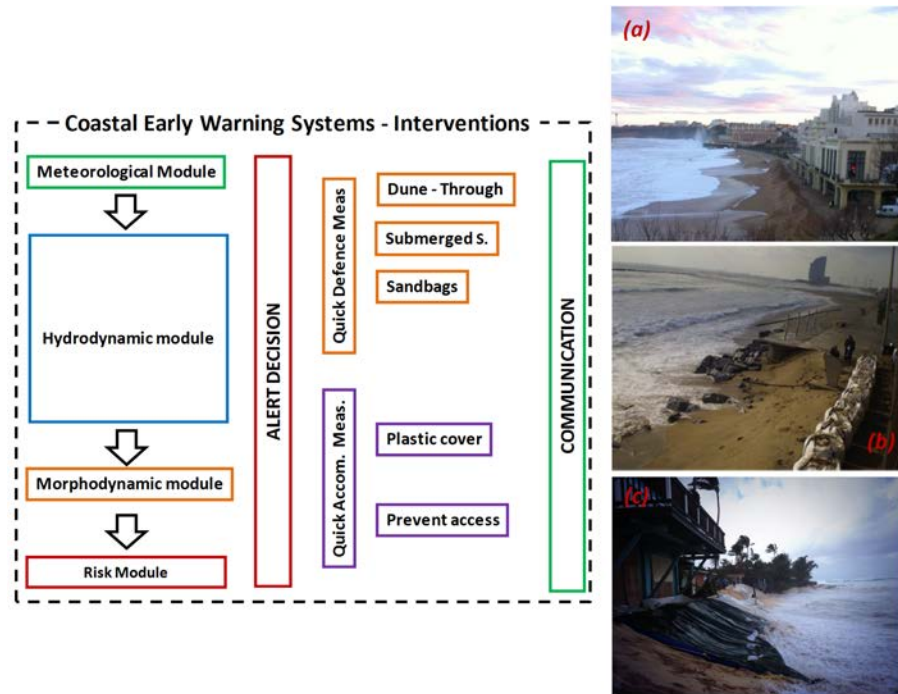 Coastal Early Warning Systems - Interventions
Meteorological Module
Hydrodynamic module
Morphodynamic module
Risk Module
ALERT DECISION
Quick Defence Meas
Dune - Through
Submerged S.
Sandbags
Quick Accom. Meas.
Plastic cover
Prevent access
COMMUNICATION
(a)
(b)
(c)